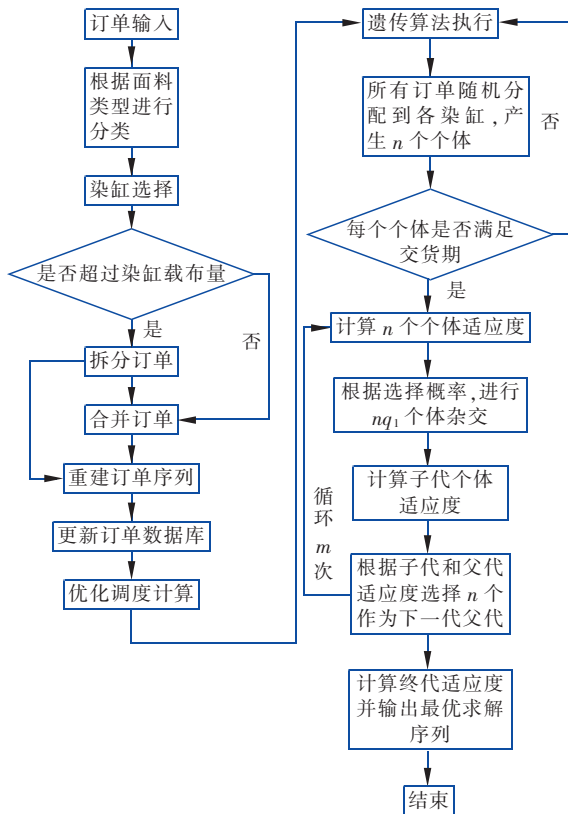 订单输入
根据面料
类型进行
分类
染缸选择
是否超过染缸载布量
是
否
拆分订单
合并订单
重建订单序列
更新订单数据库
优化调度计算
遗传算法执行
所有订单随机分
配到各染缸,产
生 n 个个体
否
每个个体是否满足
交货期
是
计算 n 个个体适应度
根据选择概率,进行
nq₁ 个体杂交
计算子代个体
适应度
循
环
m
次
根据子代和父代
适应度选择 n 个
作为下一代父代
计算终代适应度
并输出最优求解
序列
结束